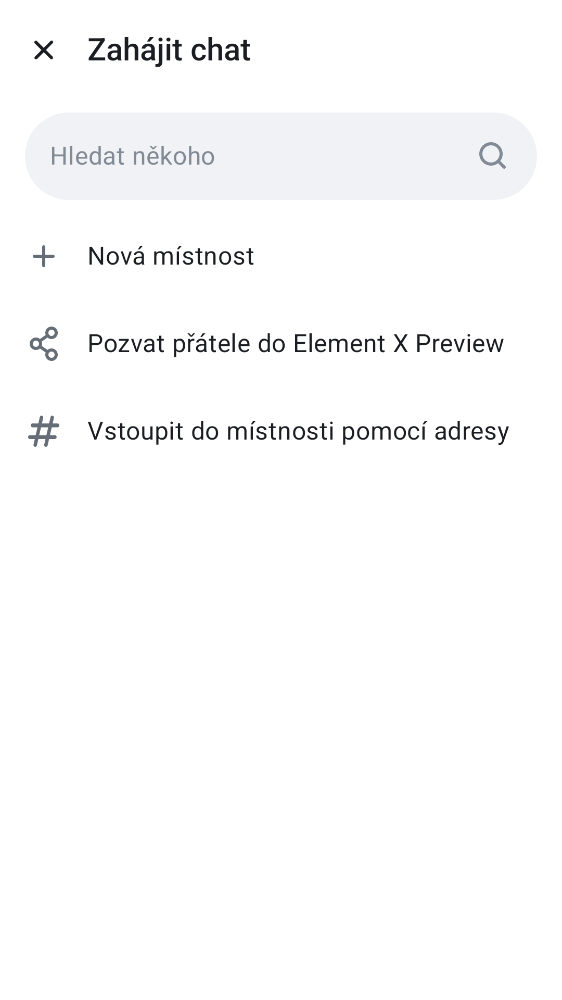 Zahájit chat
Hledat někoho
Nová místnost
Pozvat přátele do Element X Preview
Vstoupit do místnosti pomocí adresy